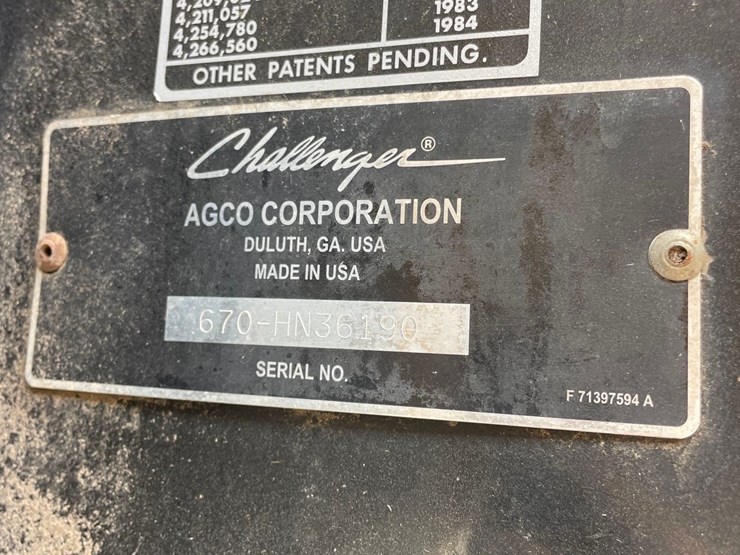 4,211,057 1983
4,254,780 1984
4,266,560
OTHER PATENTS PENDING.
Challenger®
AGCO CORPORATION
DULUTH, GA. USA
MADE IN USA
670-HN36190
SERIAL NO.
F 71397594 A